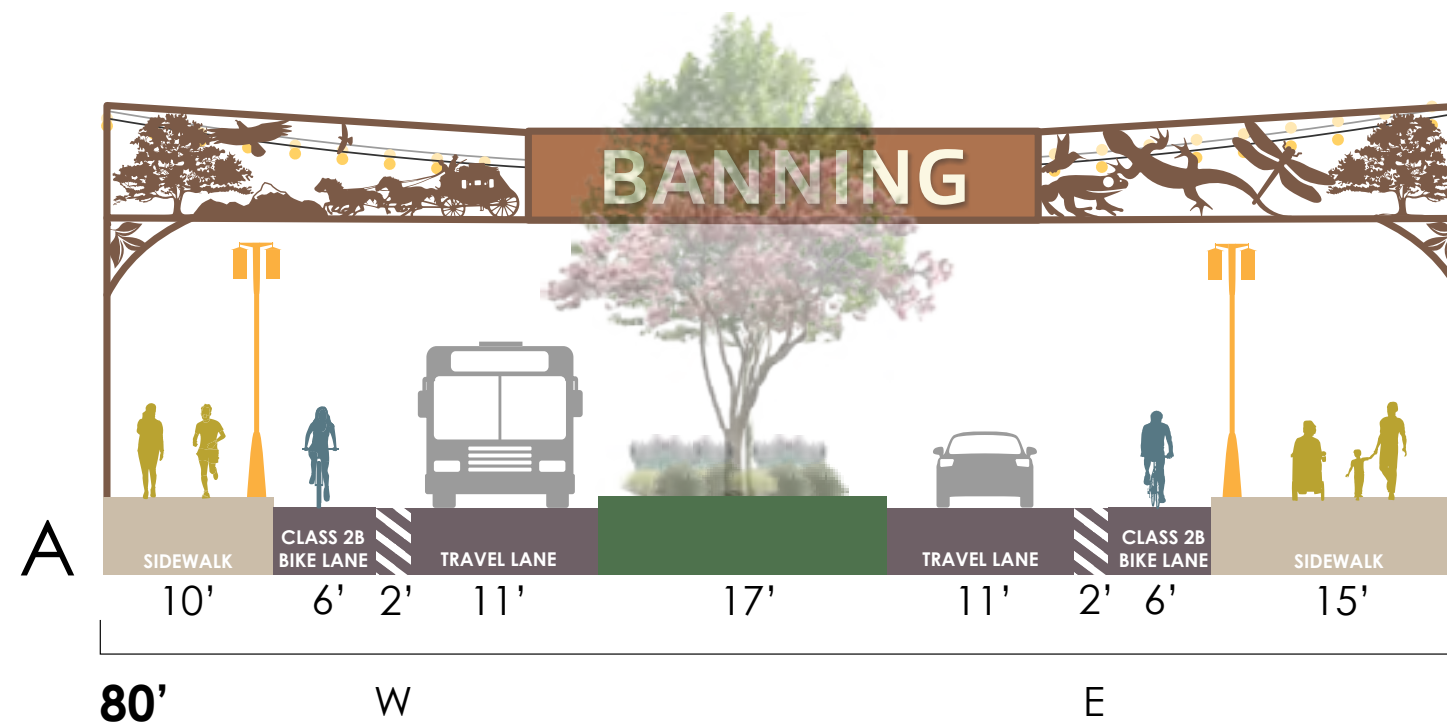 BANNING
A
SIDEWALK
CLASS 2B
BIKE LANE
TRAVEL LANE
TRAVEL LANE
CLASS 2B
BIKE LANE
SIDEWALK
10’ 6’ 2’ 11’ 17’ 11’ 2’ 6’ 15’
80’ W E